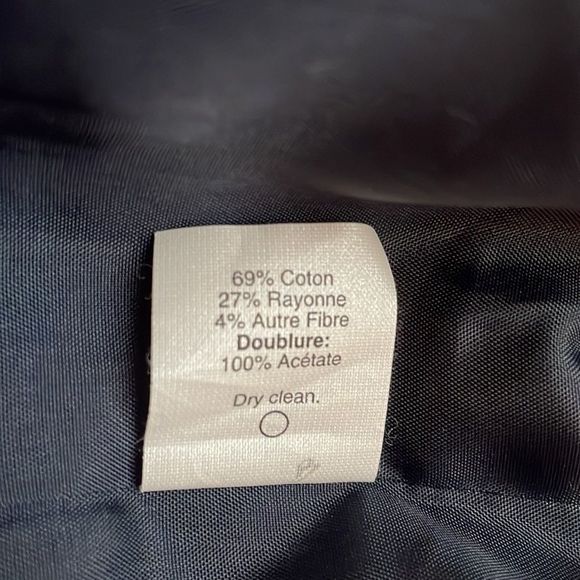 69% Coton
27% Rayonne
4% Autre Fibre
Doublure:
100% Acétate
Dry clean.